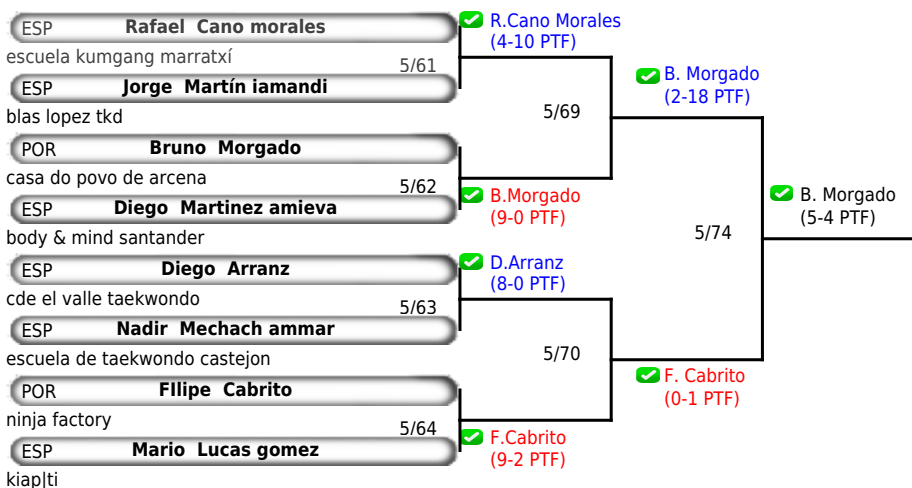 ESP Rafael Cano morales
escuela kumgang marratxí
5/61
ESP Jorge Martín iamandi
blas lopez tkd
POR Bruno Morgado
casa do povo de arcena
5/62
ESP Diego Martinez amieva
body & mind santander
ESP Diego Arranz
cde el valle taekwondo
5/63
ESP Nadir Mechach ammar
escuela de taekwondo castejon
POR FIlipe Cabrito
ninja factory
5/64
ESP Mario Lucas gomez
kiap|ti
R.Cano Morales
(4-10 PTF)
5/69
B.Morgado
(9-0 PTF)
D.Arranz
(8-0 PTF)
5/70
F.Cabrito
(9-2 PTF)
B. Morgado
(2-18 PTF)
5/74
F. Cabrito
(0-1 PTF)
B. Morgado
(5-4 PTF)